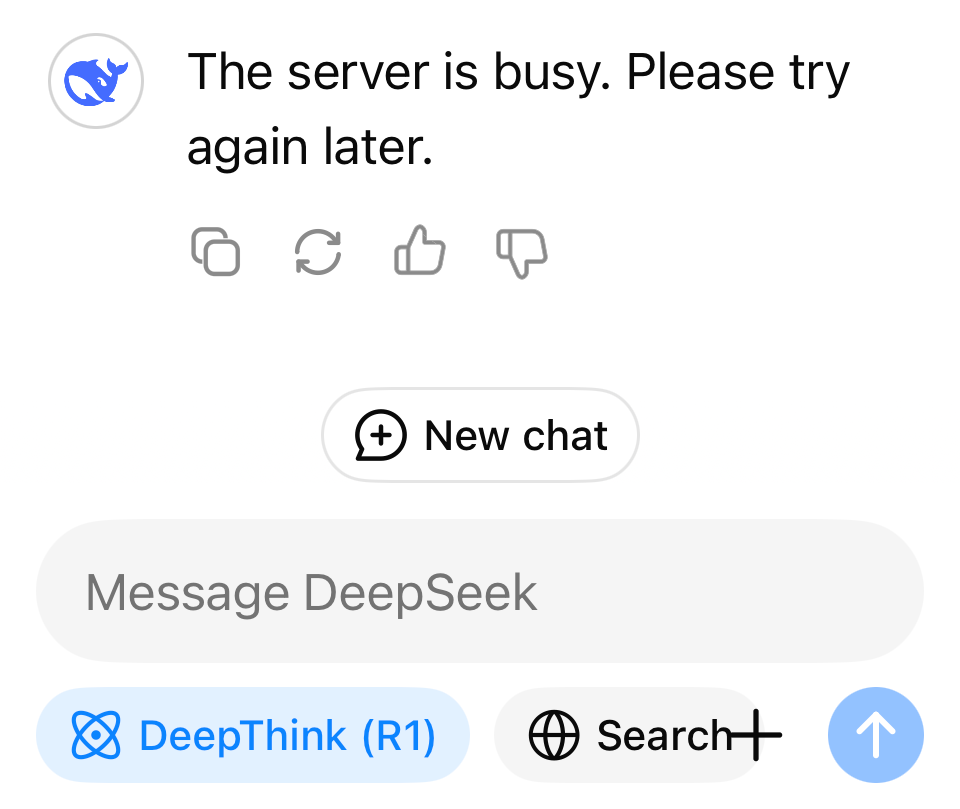 The server is busy. Please try
again later.
New chat
Message DeepSeek
DeepThink (R1)
Search